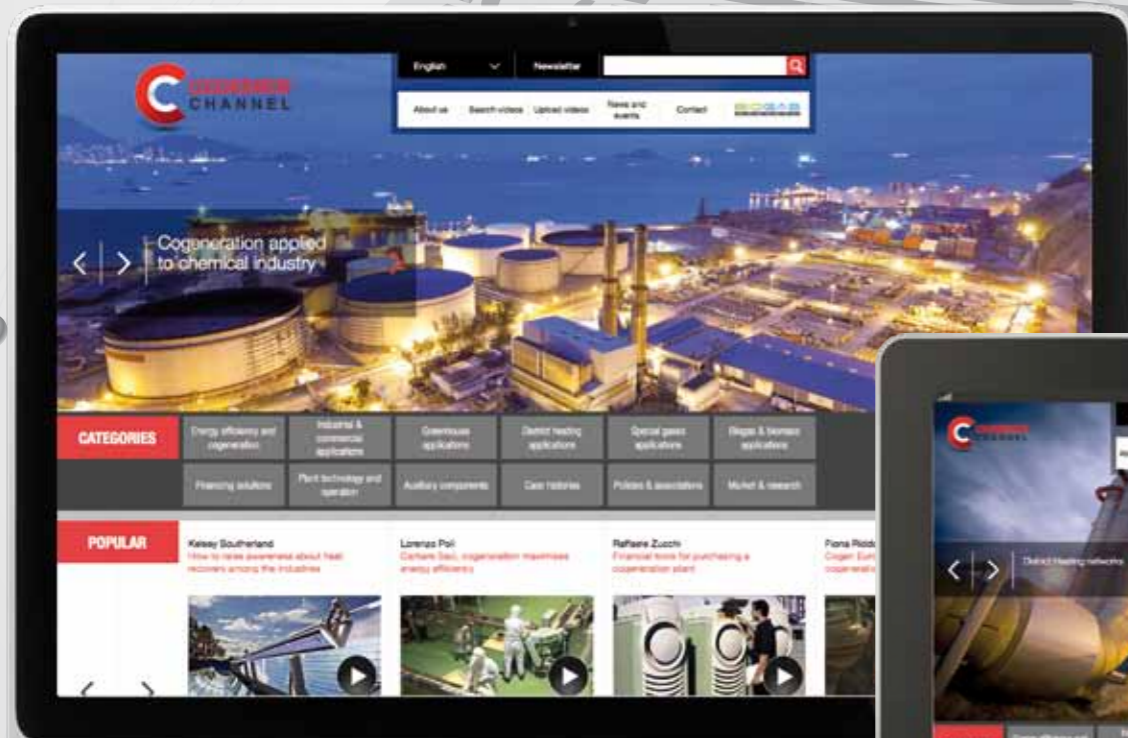 English
Newsletter
CHANNEL
About us
Search videos
Upload videos
News and
events
Contact
Cogeneration applied
to chemical industry
CATEGORIES
Energy efficiency and
cogeneration
Industrial &
commercial
applications
Greenhouse
applications
District heating
applications
Special gases
applications
Biogas & biomass
applications
Financing solutions
Plant technology and
operation
Auxiliary components
Case histories
Policies & associations
Market & research
POPULAR
Kelsey Southerland
How to raise awareness about heat
recovery among the industries
Lorenzo Poli
cogeneration maximises
energy efficiency
Raffaele Zucchi
Financial tools for purchasing a
cogeneration plant
Fiona
Cogen
CHANNEL
District Heating networks